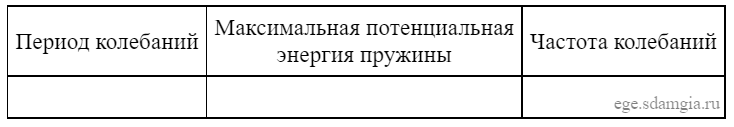 Период колебаний
Максимальная потенциальная
энергия пружины
Частота колебаний
ege.sdamgia.ru